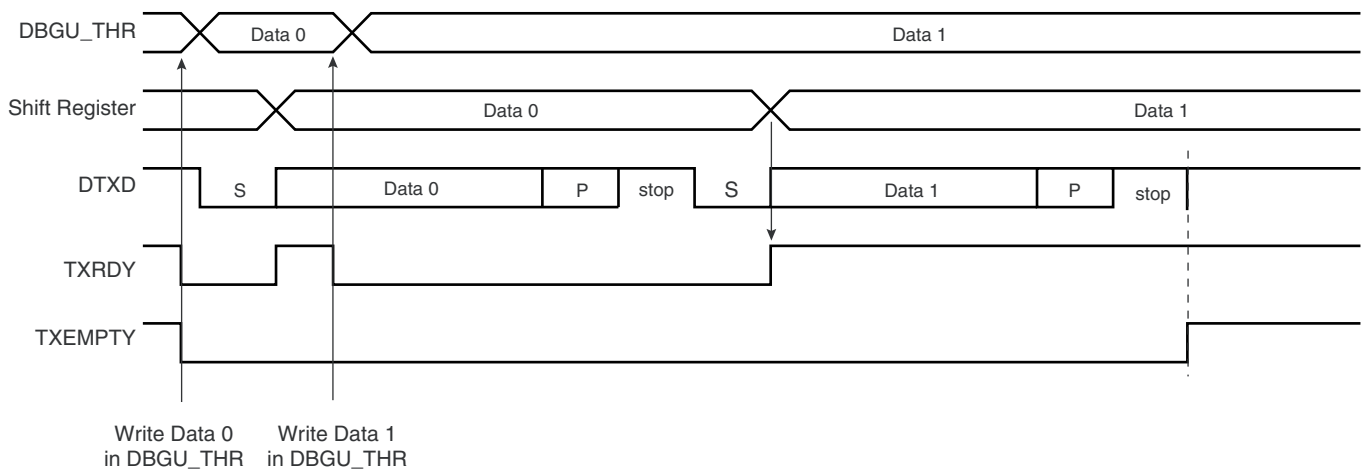 DBGU_THR
Data 0
Data 1
Shift Register
Data 0
Data 1
DTXD
S
Data 0
P
stop
S
Data 1
P
stop
TXRDY
TXEMPTY
Write Data 0
in DBGU_THR
Write Data 1
in DBGU_THR